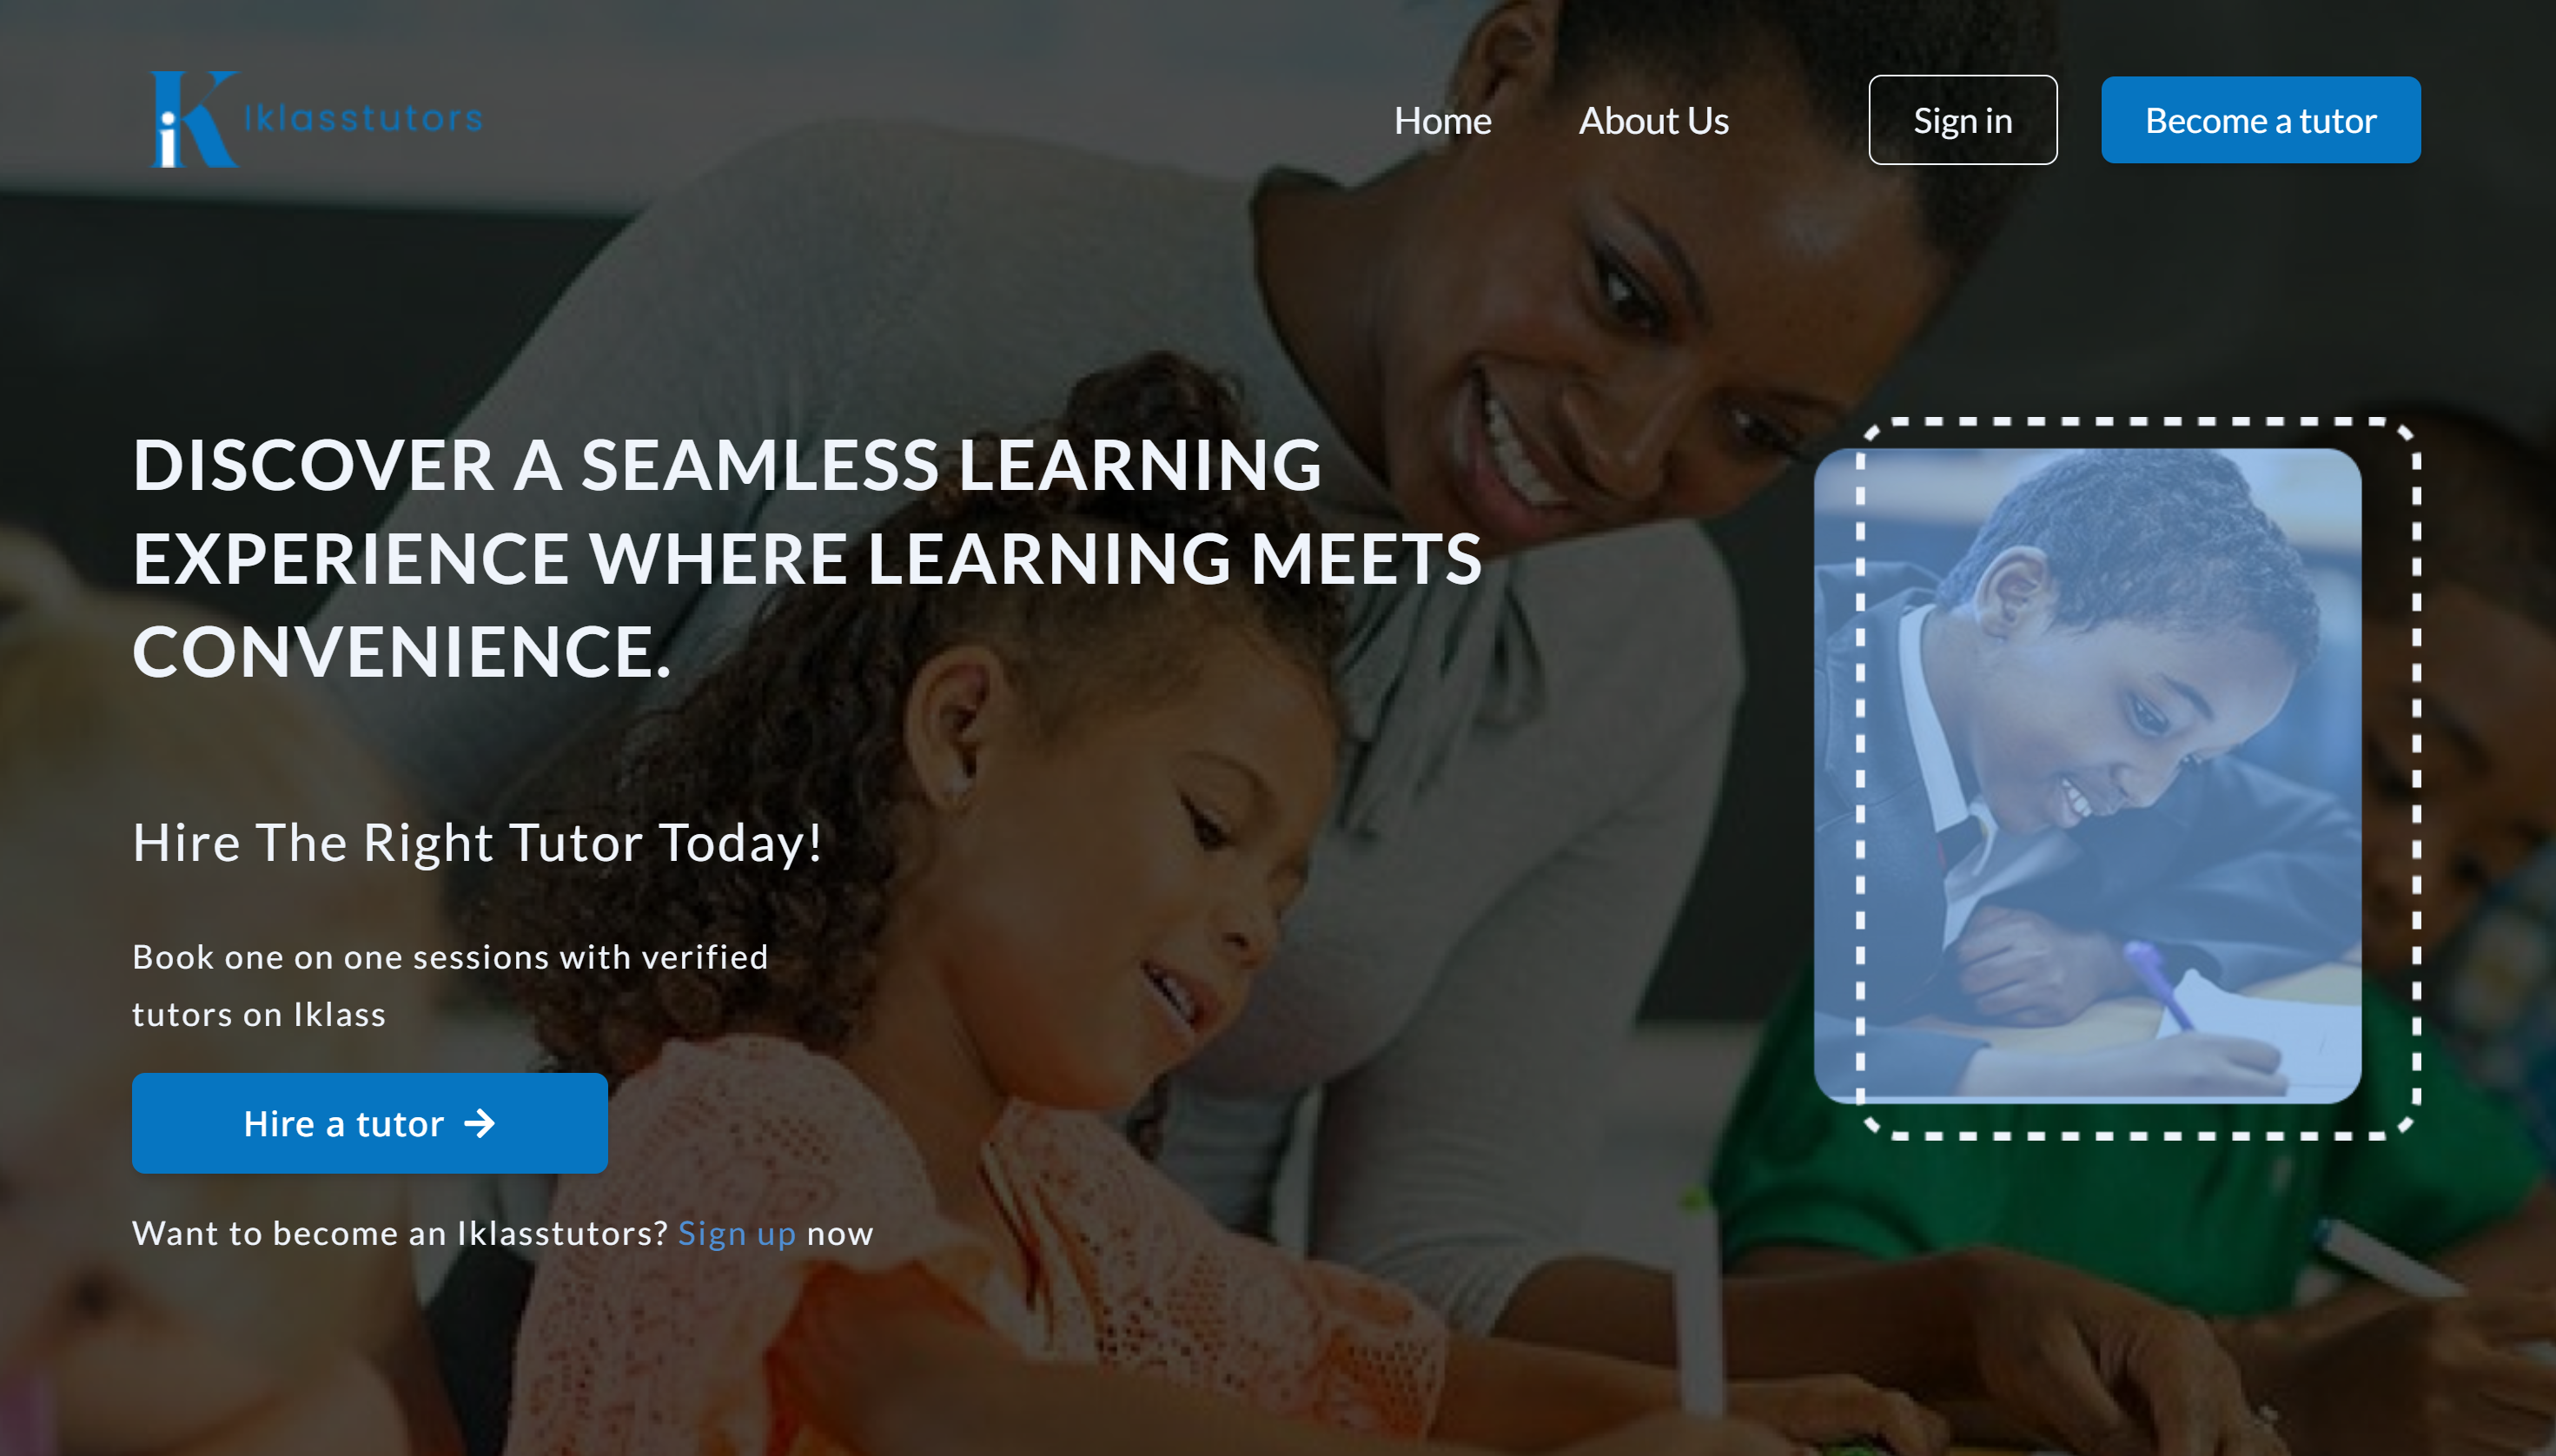 Iklasstutors
Home
About Us
Sign in
Become a tutor
DISCOVER A SEAMLESS LEARNING
EXPERIENCE WHERE LEARNING MEETS
CONVENIENCE.
Hire The Right Tutor Today!
Book one on one sessions with verified
tutors on Iklass
Hire a tutor →
Want to become an Iklasstutors? Sign up now